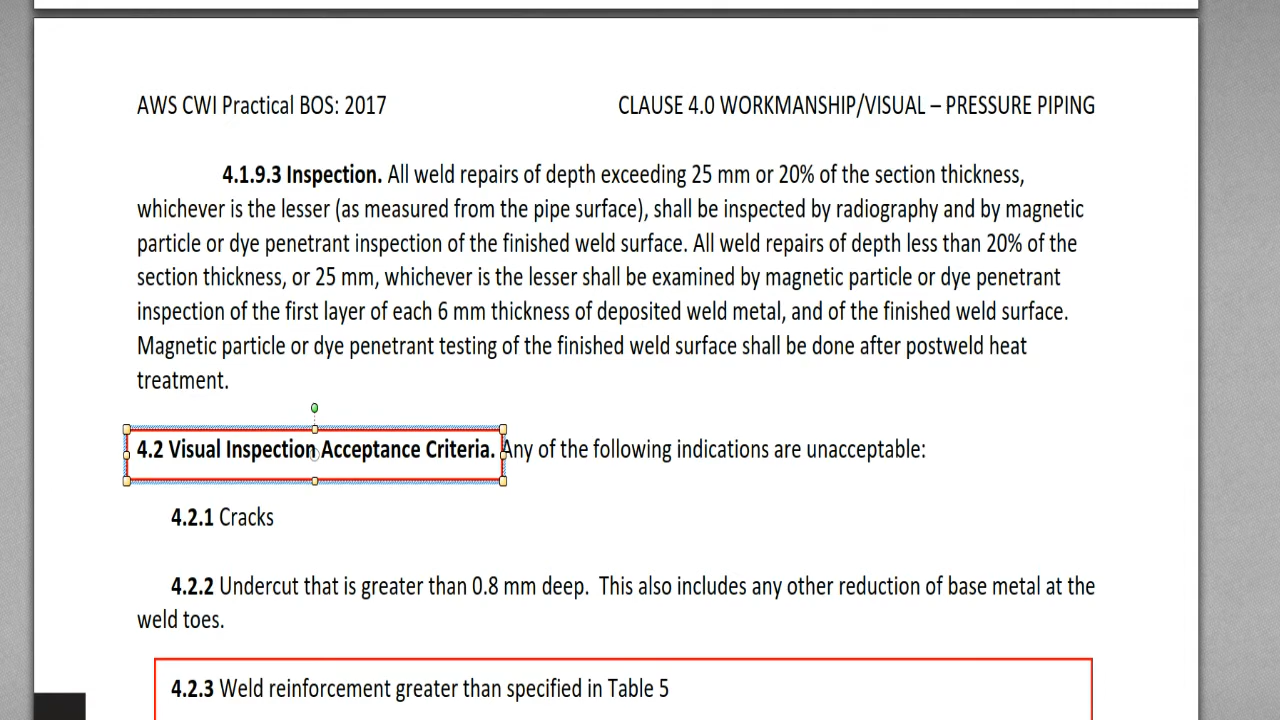 AWS CWI Practical BOS: 2017 CLAUSE 4.0 WORKMANSHIP/VISUAL – PRESSURE PIPING
4.1.9.3 Inspection. All weld repairs of depth exceeding 25 mm or 20% of the section thickness,
whichever is the lesser (as measured from the pipe surface), shall be inspected by radiography and by magnetic
particle or dye penetrant inspection of the finished weld surface. All weld repairs of depth less than 20% of the
section thickness, or 25 mm, whichever is the lesser shall be examined by magnetic particle or dye penetrant
inspection of the first layer of each 6 mm thickness of deposited weld metal, and of the finished weld surface.
Magnetic particle or dye penetrant testing of the finished weld surface shall be done after postweld heat
treatment.
4.2 Visual Inspection Acceptance Criteria. Any of the following indications are unacceptable:
4.2.1 Cracks
4.2.2 Undercut that is greater than 0.8 mm deep.  This also includes any other reduction of base metal at the
weld toes.
4.2.3 Weld reinforcement greater than specified in Table 5